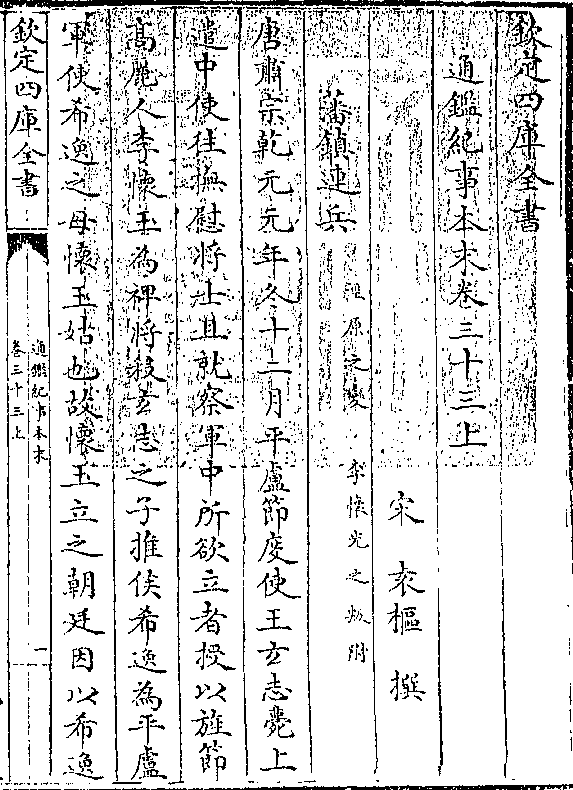 欽定四庫全書
通鑑紀事本末卷三十三上
宋 袁樞 撰
藩鎮連兵 涇原之變 李懷光之叛附
唐肅宗乾元元年冬十二月平盧節度使王玄志薨上
遣中使往撫慰將士且就察軍中所欲立者授以旌節
高麗人李懷玉為裨將殺玄志之子推侯希逸為平盧
軍使希逸之母懷玉姑也故懷玉立之朝廷因以希逸
欽定四庫全書
通鑑紀事本末
卷三十三上
一